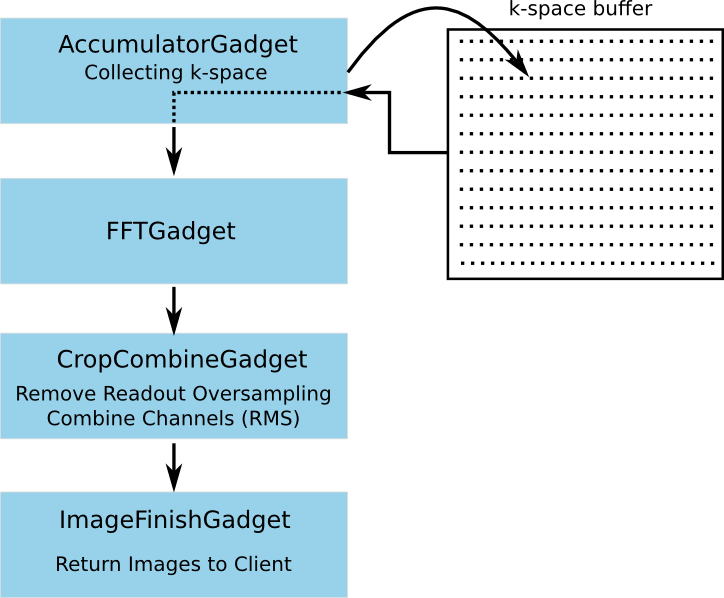 k-space buffer
AccumulatorGadget
Collecting k-space
FFTGadget
CropCombineGadget
Remove Readout Oversampling
Combine Channels (RMS)
ImageFinishGadget
Return Images to Client